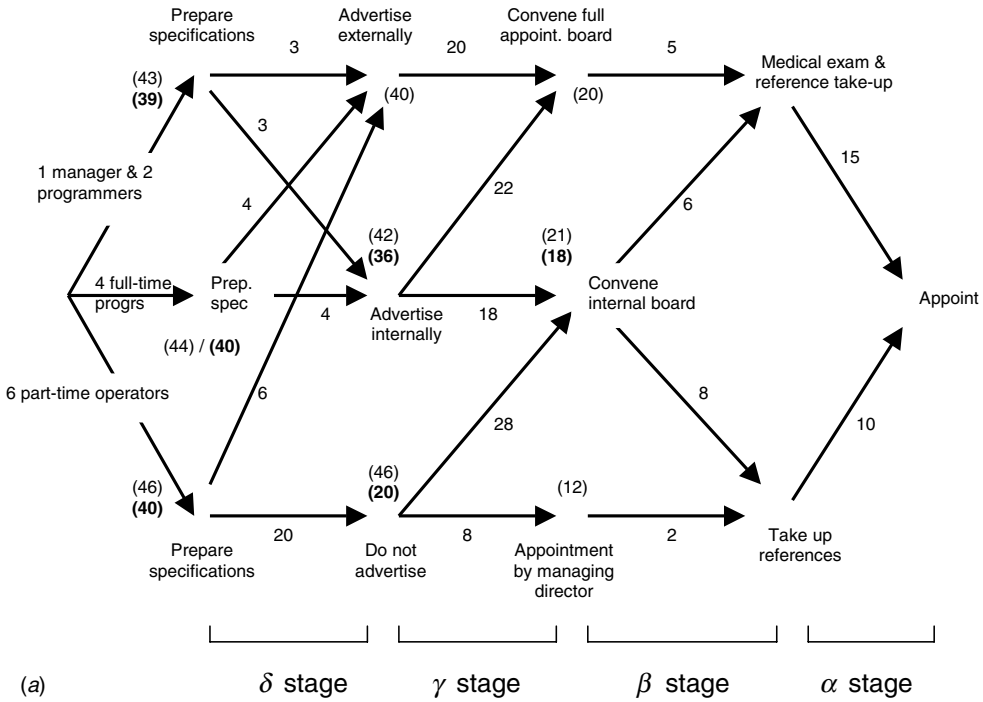 Prepare
specifications
Advertise
externally
Convene full
appoint. board
3
20
5
Medical exam &
reference take-up
(43)
(39)
(40)
(20)
3
15
1 manager & 2
programmers
4
22
6
(42)
(36)
(21)
(18)
4 full-time
progrs
Prep.
spec
4
Advertise
internally
18
Convene
internal board
Appoint
(44) / (40)
6 part-time operators
6
28
8
10
(46)
(40)
(46)
(20)
(12)
20
8
2
Prepare
specifications
Do not
advertise
Appointment
by managing
director
Take up
references
(a)
δ stage
γ stage
β stage
α stage